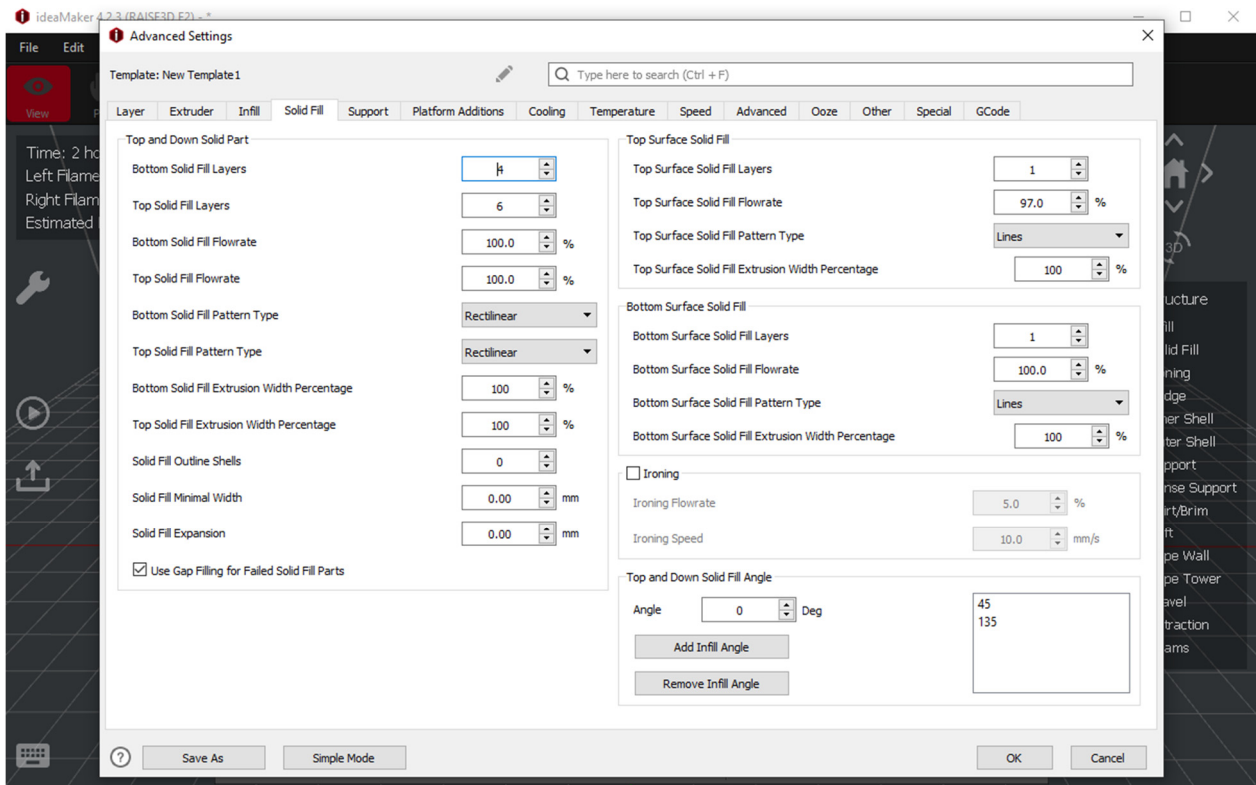 ideaMaker 4.2.3 (RAISE3D E2) - *
File Edit
View
Time: 2 ho
Left Filame
Right Filam
Estimated
Advanced Settings
Template: New Template1
Type here to search (Ctrl + F)
Layer Extruder Infill Solid Fill Support Platform Additions Cooling Temperature Speed Advanced Ooze Other Special GCode
Top and Down Solid Part
Bottom Solid Fill Layers 4
Top Solid Fill Layers 6
Bottom Solid Fill Flowrate 100.0 %
Top Solid Fill Flowrate 100.0 %
Bottom Solid Fill Pattern Type Rectilinear
Top Solid Fill Pattern Type Rectilinear
Bottom Solid Fill Extrusion Width Percentage 100 %
Top Solid Fill Extrusion Width Percentage 100 %
Solid Fill Outline Shells 0
Solid Fill Minimal Width 0.00 mm
Solid Fill Expansion 0.00 mm
Use Gap Filling for Failed Solid Fill Parts
Top Surface Solid Fill
Top Surface Solid Fill Layers 1
Top Surface Solid Fill Flowrate 97.0 %
Top Surface Solid Fill Pattern Type Lines
Top Surface Solid Fill Extrusion Width Percentage 100 %
Bottom Surface Solid Fill
Bottom Surface Solid Fill Layers 1
Bottom Surface Solid Fill Flowrate 100.0 %
Bottom Surface Solid Fill Pattern Type Lines
Bottom Surface Solid Fill Extrusion Width Percentage 100 %
Ironing
Ironing Flowrate 5.0 %
Ironing Speed 10.0 mm/s
Top and Down Solid Fill Angle
Angle 0 Deg
Add Infill Angle
Remove Infill Angle
45
135
3D
ucture
fill
lid Fill
ning
dge
ner Shell
ter Shell
pport
nse Support
irt/Brim
ft
pe Wall
pe Tower
avel
traction
ams
? Save As Simple Mode OK Cancel